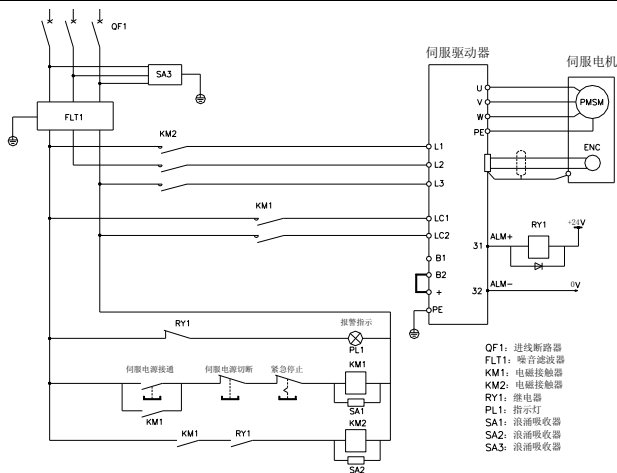 QF1
伺服驱动器
伺服电机
SA3
FLT1
U
V
W
PE
PMSM
KM2
L1
L2
L3
ENC
KM1
LC1
LC2
RY1
+24V
31
ALM+
B1
B2
+
32
ALM-
0V
PE
RY1
报警指示
PL1
伺服电源接通
伺服电源切断
紧急停止
KM1
KM1
SA1
KM1
RY1
KM2
SA2
QF1：进线断路器
FLT1：噪音滤波器
KM1：电磁接触器
KM2：电磁接触器
RY1：继电器
PL1：指示灯
SA1：浪涌吸收器
SA2：浪涌吸收器
SA3：浪涌吸收器